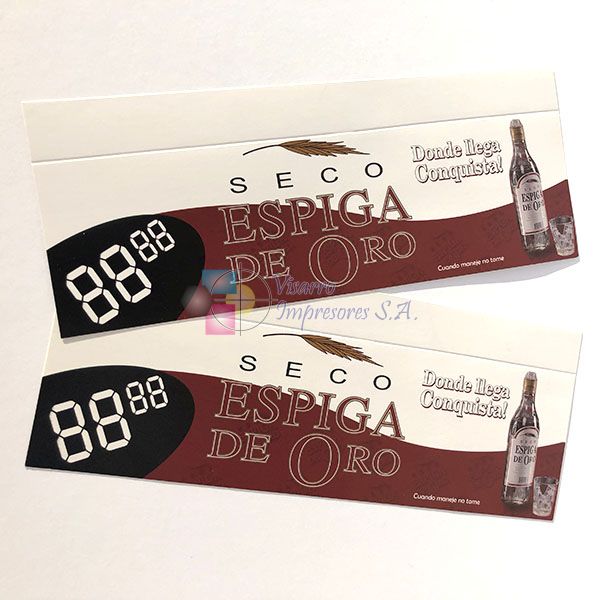 SECO
ESPIGA
DE ORO
Donde llega
Conquista!
SECO
ESPIGA
DE ORO
88 88
Cuando maneje no tome
Visarro
Impresores S.A.
SECO
ESPIGA
DE ORO
Donde llega
Conquista!
ESPIGA
DE ORO
88 88
Cuando maneje no tome